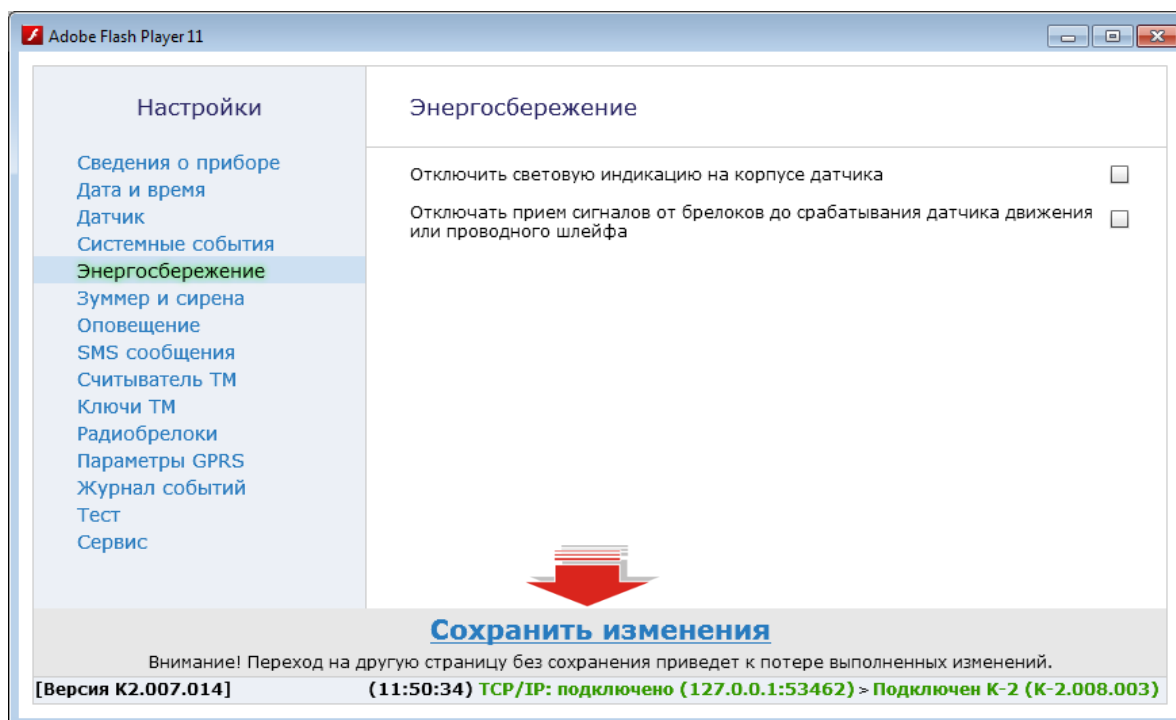 Adobe Flash Player 11
Настройки
Сведения о приборе
Дата и время
Датчик
Системные события
Энергосбережение
Зуммер и сирена
Оповещение
SMS сообщения
Считыватель ТМ
Ключи ТМ
Радиобрелоки
Параметры GPRS
Журнал событий
Тест
Сервис
Энергосбережение
Отключить световую индикацию на корпусе датчика
Отключать прием сигналов от брелоков до срабатывания датчика движения
или проводного шлейфа
Сохранить изменения
Внимание! Переход на другую страницу без сохранения приведет к потере выполненных изменений.
[Версия К2.007.014] (11:50:34) TCP/IP: подключено (127.0.0.1:53462) > Подключен К-2 (К-2.008.003)